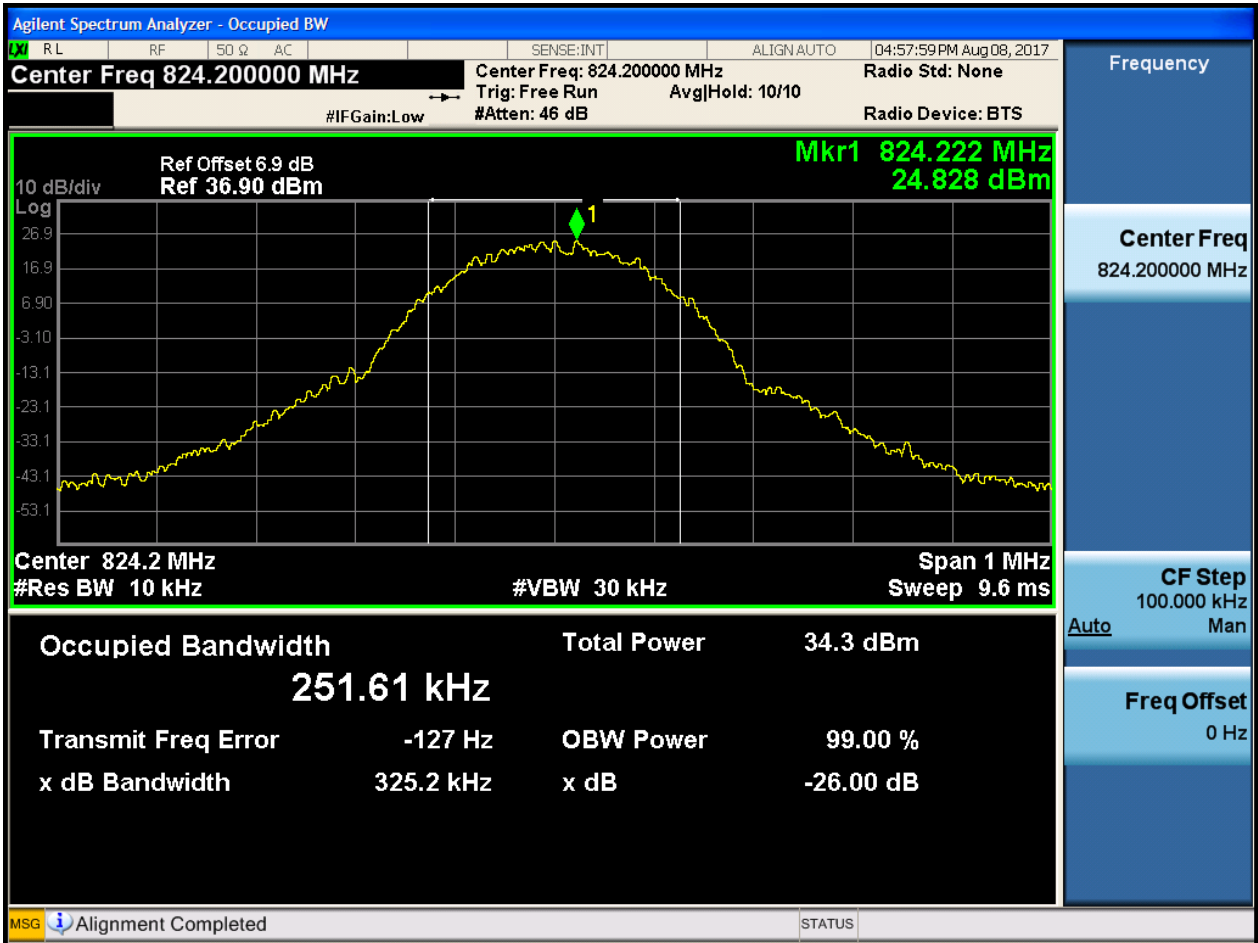 Agilent Spectrum Analyzer - Occupied BW
LXI RL RF 50 Ω AC SENSE:INT ALIGN AUTO 04:57:59 PM Aug 08, 2017
Center Freq 824.200000 MHz
Center Freq: 824.200000 MHz Radio Std: None
Trig: Free Run Avg|Hold: 10/10
#IFGain:Low #Atten: 46 dB Radio Device: BTS
Frequency
Mkr1 824.222 MHz
24.828 dBm
Ref Offset 6.9 dB
10 dB/div Ref 36.90 dBm
Log
1
26.9
16.9
6.90
-3.10
-13.1
-23.1
-33.1
-43.1
-53.1
Center 824.2 MHz Span 1 MHz
#Res BW 10 kHz #VBW 30 kHz Sweep 9.6 ms
Center Freq
824.200000 MHz
CF Step
100.000 kHz
Auto Man
Freq Offset
0 Hz
Occupied Bandwidth Total Power 34.3 dBm
251.61 kHz
Transmit Freq Error -127 Hz OBW Power 99.00 %
x dB Bandwidth 325.2 kHz x dB -26.00 dB
MSG Alignment Completed STATUS